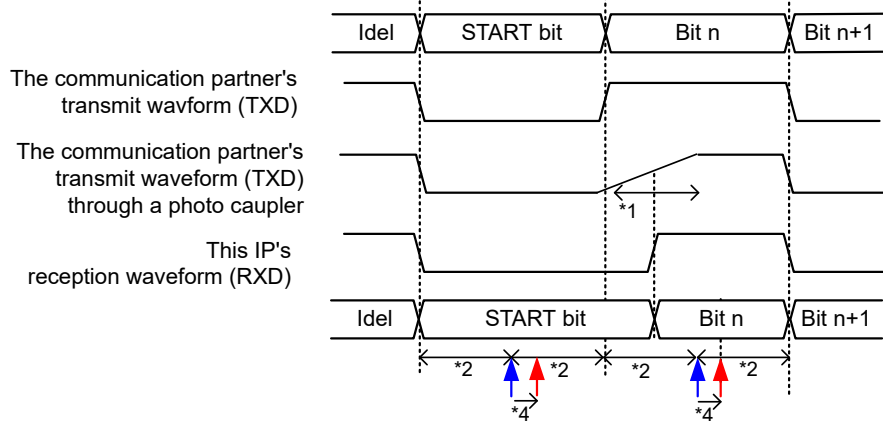 Idel START bit Bit n Bit n+1
The communication partner's
transmit wavform (TXD)
The communication partner's
transmit waveform (TXD)
through a photo caupler
*1
This IP's
reception waveform (RXD)
Idel START bit Bit n Bit n+1
*2 *2 *2 *2
*4 *4